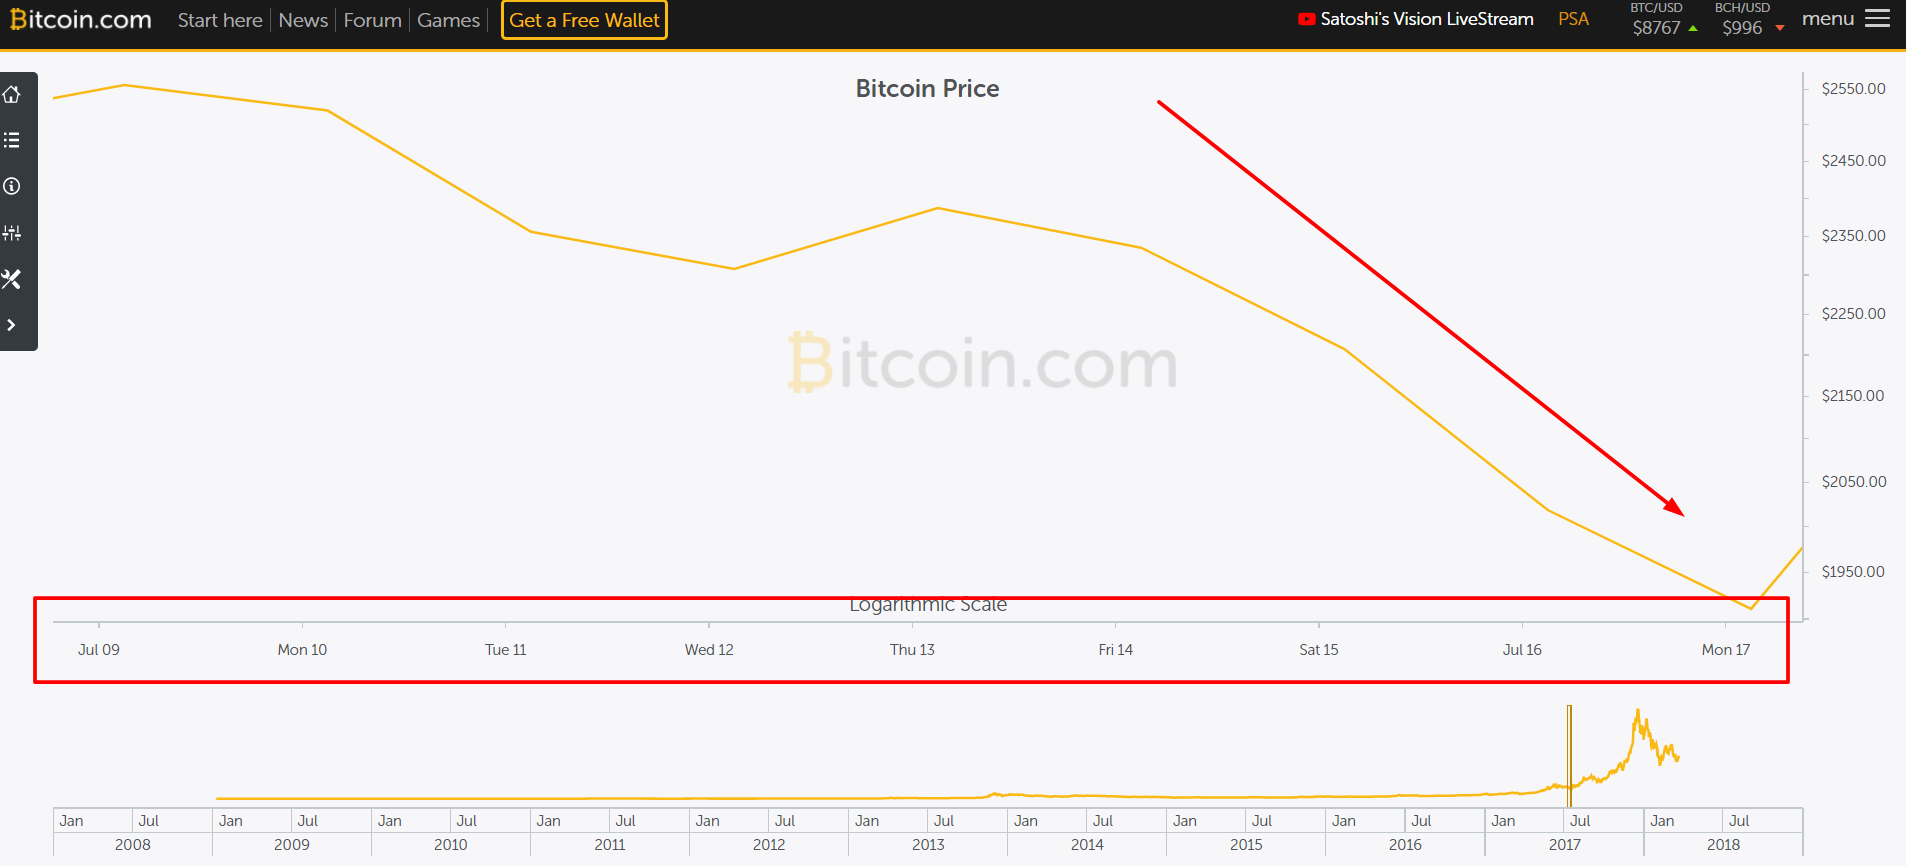 Bitcoin.com Start here News Forum Games Get a Free Wallet Satoshi's Vision LiveStream PSA BTC/USD $8767 BCH/USD $996 menu
Bitcoin Price
$2550.00
$2450.00
$2350.00
$2250.00
Bitcoin.com
$2150.00
$2050.00
$1950.00
Logarithmic Scale
Jul 09 Mon 10 Tue 11 Wed 12 Thu 13 Fri 14 Sat 15 Jul 16 Mon 17
Jan Jul Jan Jul Jan Jul Jan Jul Jan Jul Jan Jul Jan Jul Jan Jul Jan Jul Jan Jul Jan Jul
2008 2009 2010 2011 2012 2013 2014 2015 2016 2017 2018